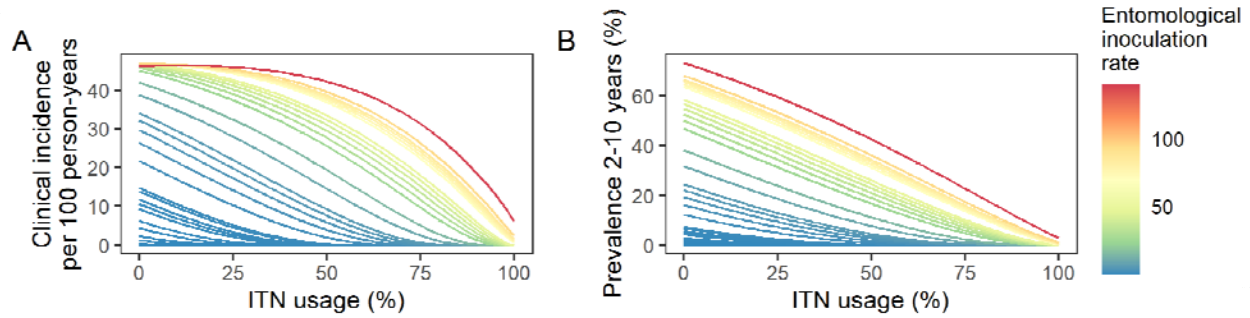 A
Clinical incidence
per 100 person-years
40
30
20
10
0
0 25 50 75 100
ITN usage (%)
B
Prevalence 2-10 years (%)
60
40
20
0
0 25 50 75 100
ITN usage (%)
Entomological
inoculation
rate
100
50